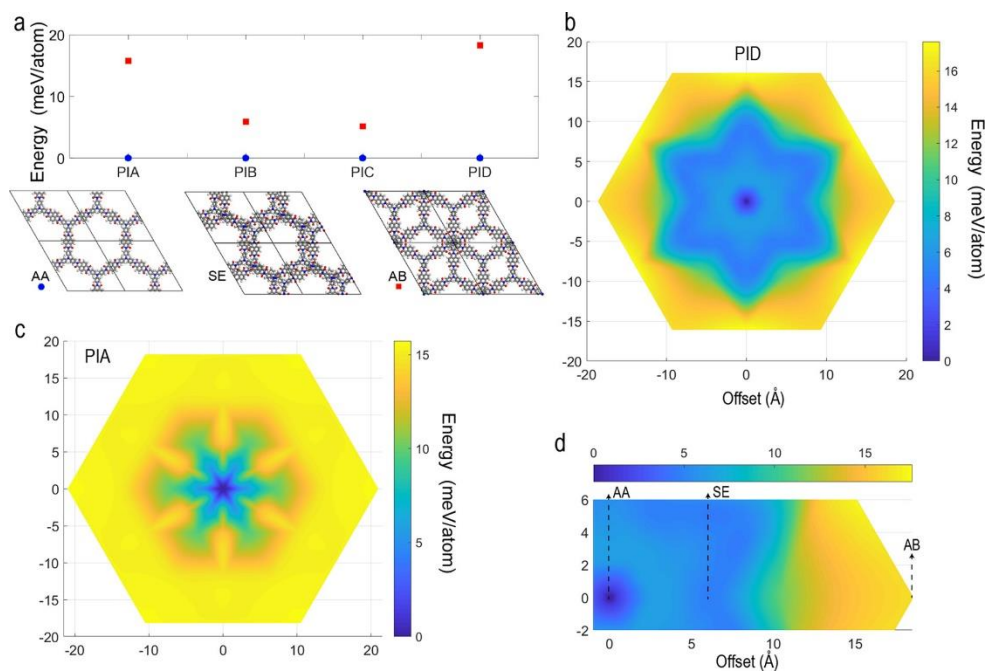 a
Energy (meV/atom)
20
10
0
PIA PIB PIC PID
AA
SE
AB
b
PID
20
15
10
5
0
-5
-10
-15
-20
-20 -10 0 10 20
Offset (Å)
16
14
12
10
8
6
4
2
0
Energy (meV/atom)
c
PIA
20
15
10
5
0
-5
-10
-15
-20
-20 -10 0 10 20
15
10
5
0
Energy (meV/atom)
d
0 5 10 15
AA SE AB
6
4
2
0
-2
0 5 10 15
Offset (Å)